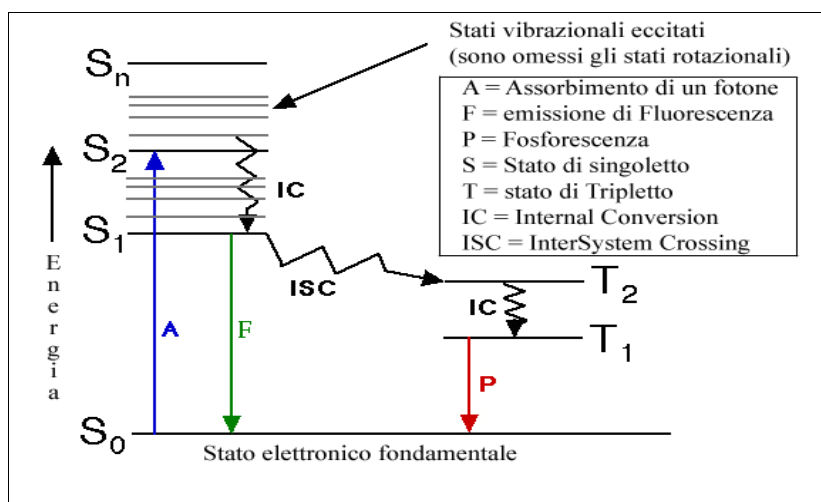 Stati vibrazionali eccitati
(sono omessi gli stati rotazionali)
A = Assorbimento di un fotone
F = emissione di Fluorescenza
P = Fosforescenza
S = Stato di singoletto
T = stato di Tripletto
IC = Internal Conversion
ISC = InterSystem Crossing
Sn
S2
IC
S1
ISC
T2
IC
T1
Energia
A
F
P
S0
Stato elettronico fondamentale